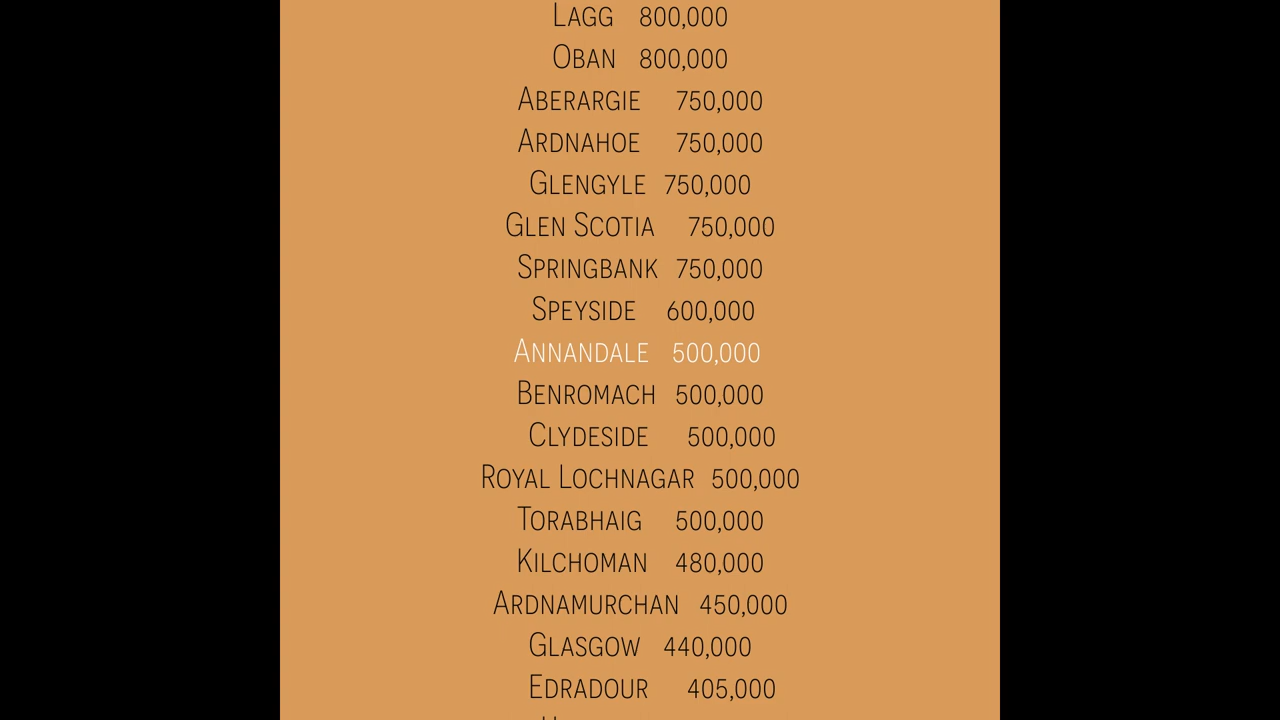 Lagg 800,000
Oban 800,000
Aberargie 750,000
Ardnahoe 750,000
Glengyle 750,000
Glen Scotia 750,000
Springbank 750,000
Speyside 600,000
Annandale 500,000
Benromach 500,000
Clydeside 500,000
Royal Lochnagar 500,000
Torabhaig 500,000
Kilchoman 480,000
Ardnamurchan 450,000
Glasgow 440,000
Edradour 405,000